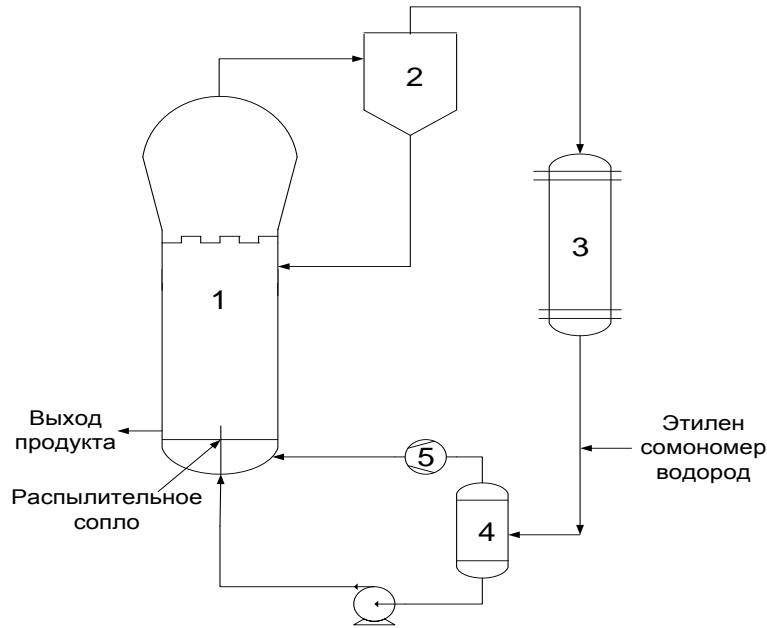 2
3
1
Выход
продукта
Этилен
сомономер
водород
5
Распылительное
сопло
4